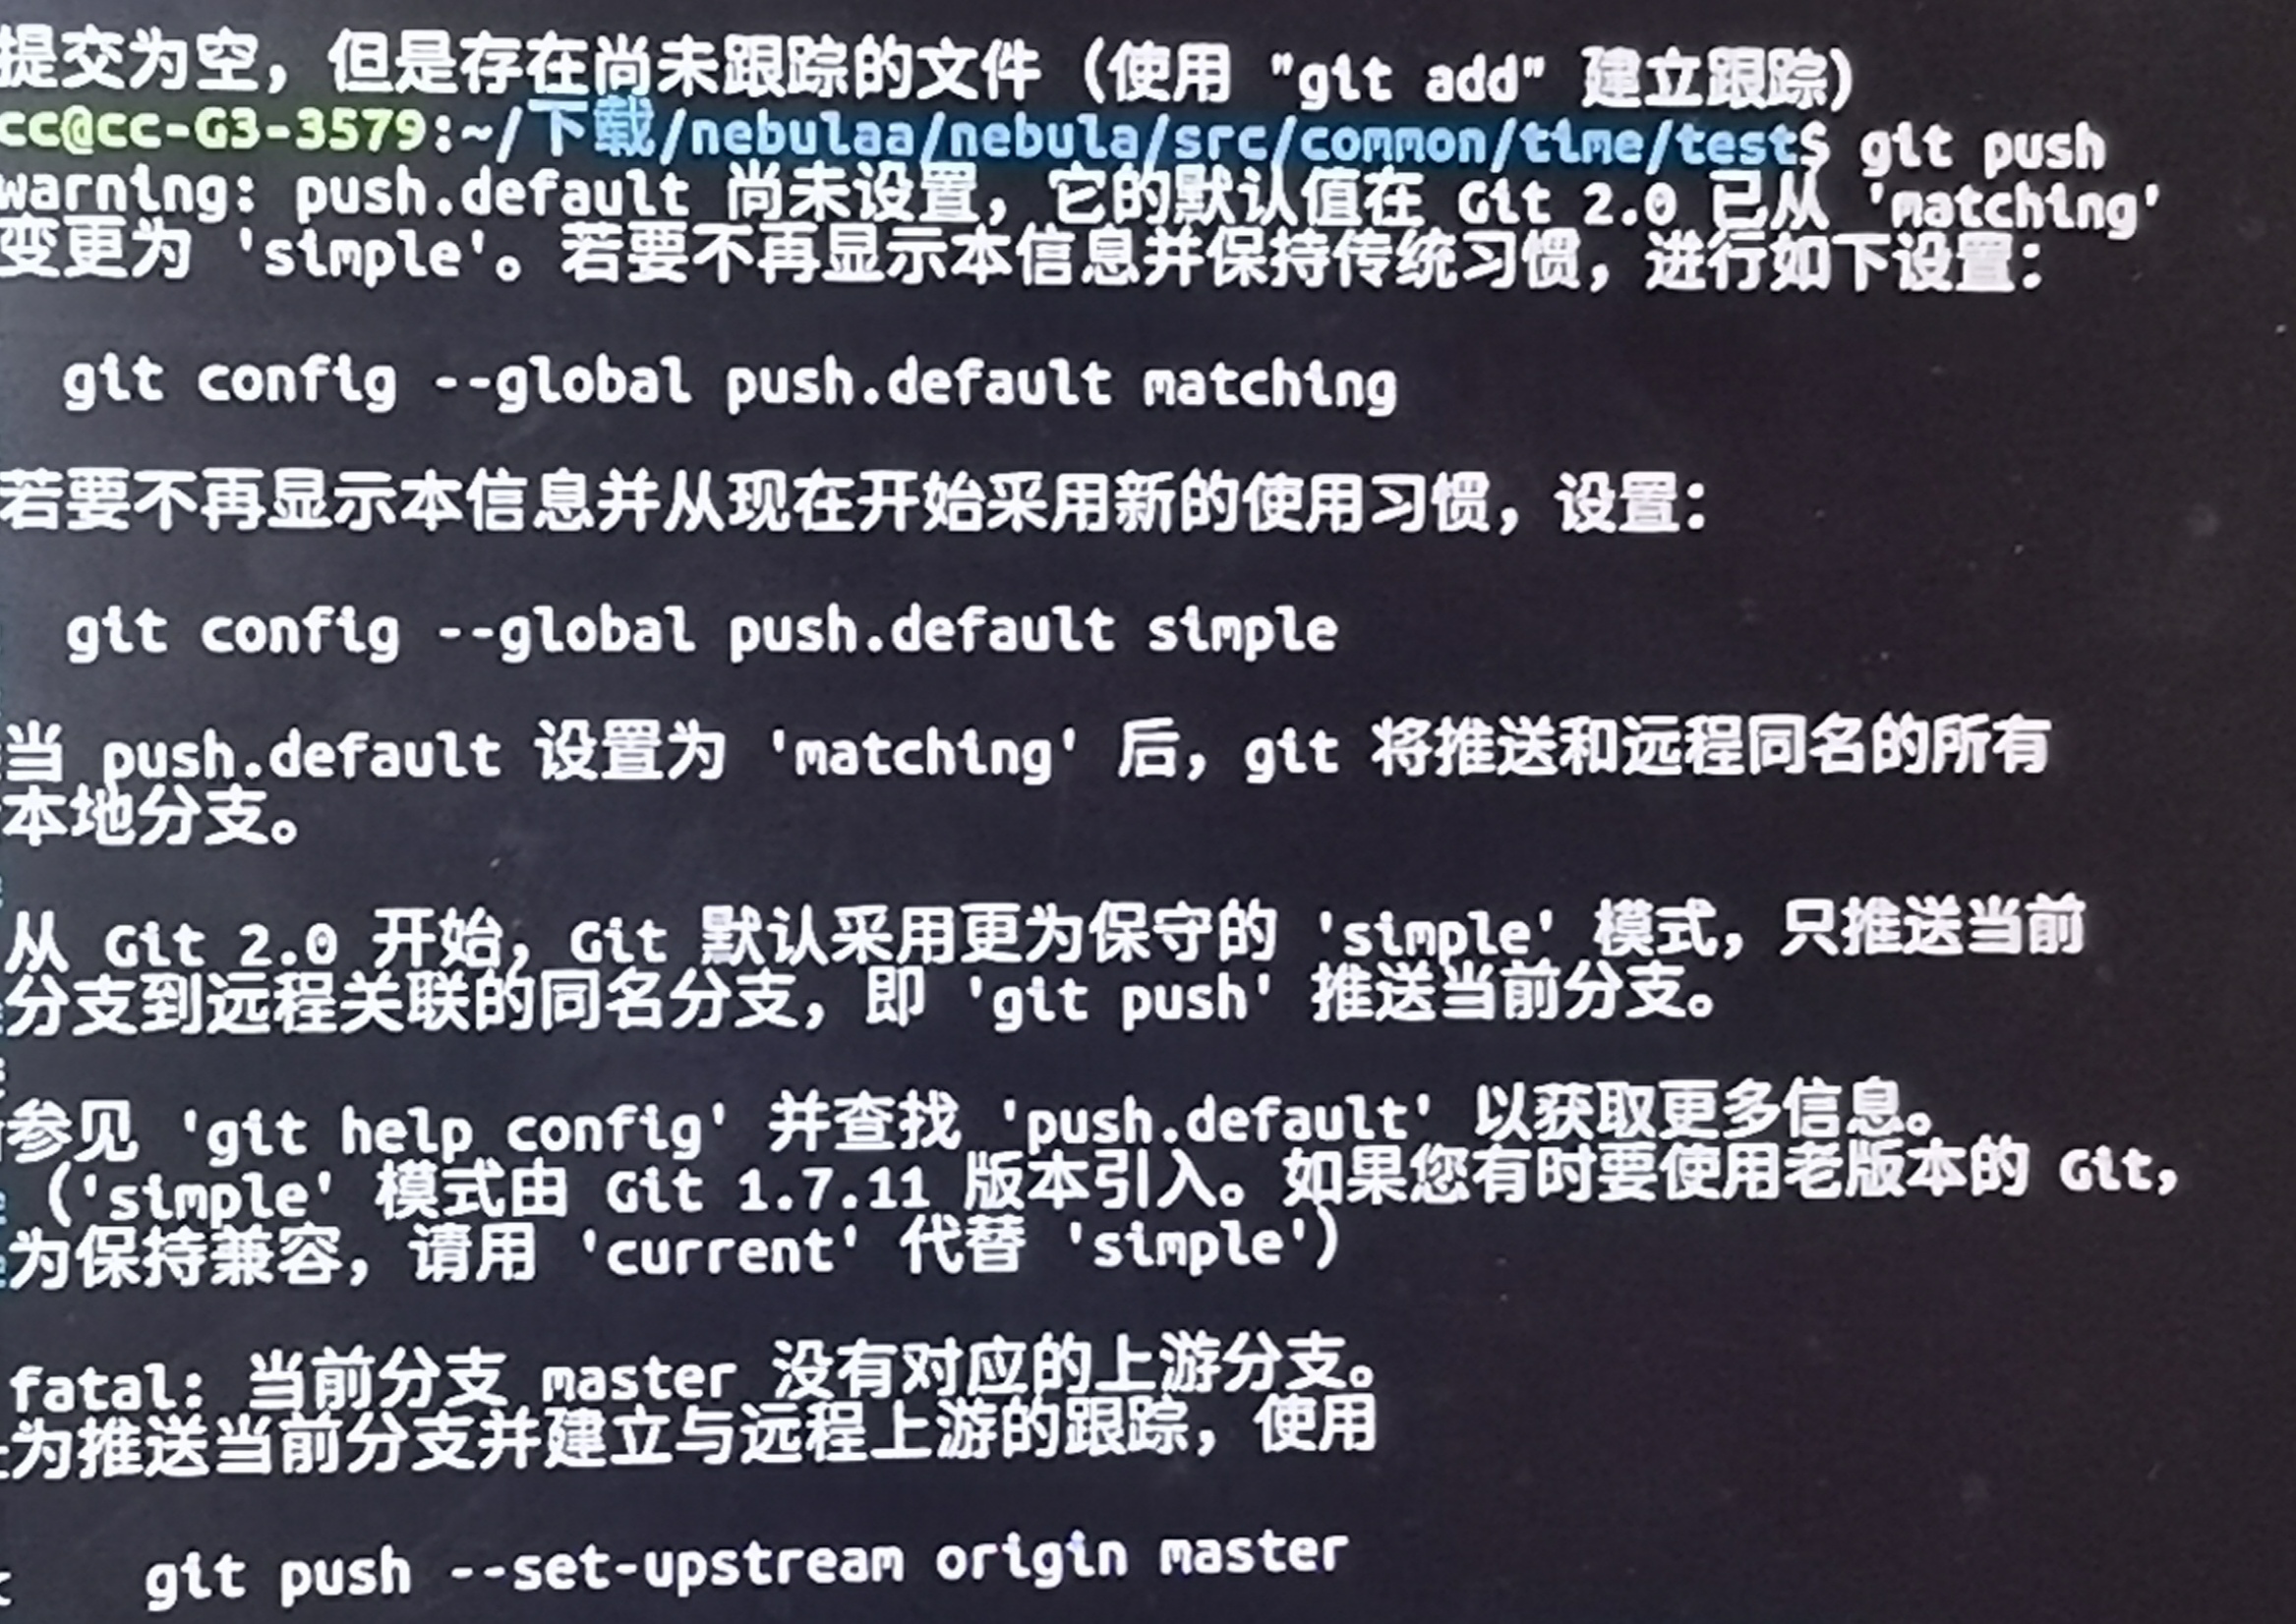 提交为空，但是存在尚未跟踪的文件（使用 "git add" 建立跟踪）
cc@cc-G3-3579:~/下载/nebulaa/nebula/src/common/time/test$ git push
warning: push.default 尚未设置，它的默认值在 Git 2.0 已从 'matching'
变更为 'simple'。若要不再显示本信息并保持传统习惯，进行如下设置：
git config --global push.default matching
若要不再显示本信息并从现在开始采用新的使用习惯，设置：
git config --global push.default simple
当 push.default 设置为 'matching' 后，git 将推送和远程同名的所有
本地分支。
从 Git 2.0 开始，Git 默认采用更为保守的 'simple' 模式，只推送当前
分支到远程关联的同名分支，即 'git push' 推送当前分支。
参见 'git help config' 并查找 'push.default' 以获取更多信息。
（'simple' 模式由 Git 1.7.11 版本引入。如果您有时要使用老版本的 Git，
为保持兼容，请用 'current' 代替 'simple'）
fatal: 当前分支 master 没有对应的上游分支。
为推送当前分支并建立与远程上游的跟踪，使用
git push --set-upstream origin master